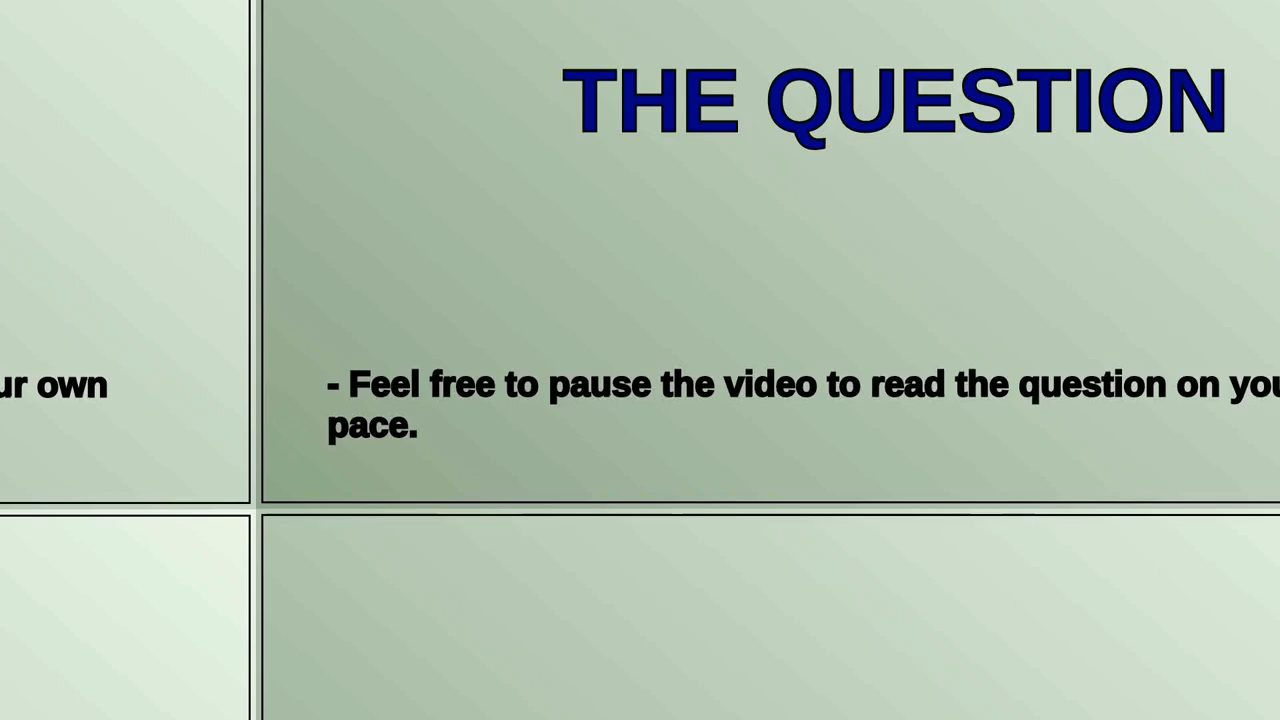 THE QUESTION
ur own
- Feel free to pause the video to read the question on you
pace.